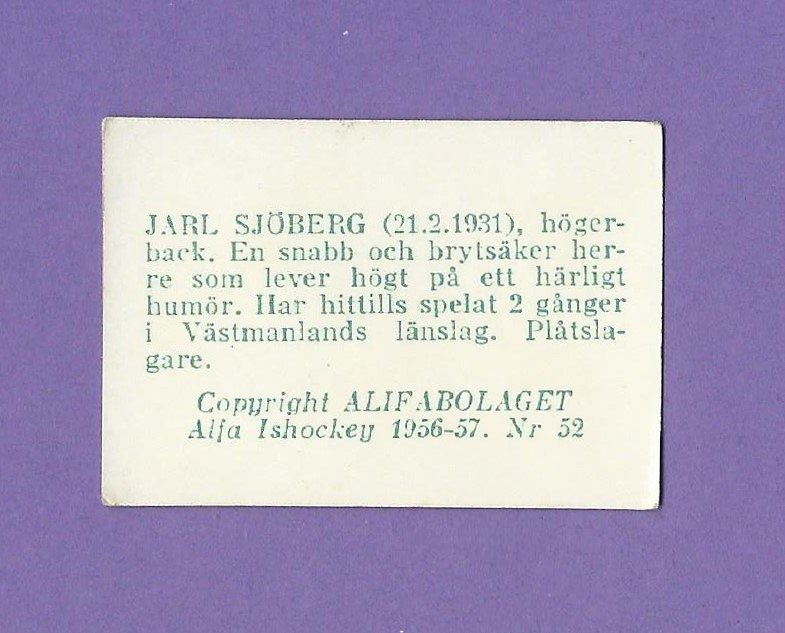 JARL SJÖBERG (21.2.1931), höger-
back. En snabb och brytsäker her-
re som lever högt på ett härligt
humör. Har hittills spelat 2 gånger
i Västmanlands länslag. Plåtsla-
gare.
Copyright ALIFABOLAGET
Alfa Ishockey 1956-57. Nr 52